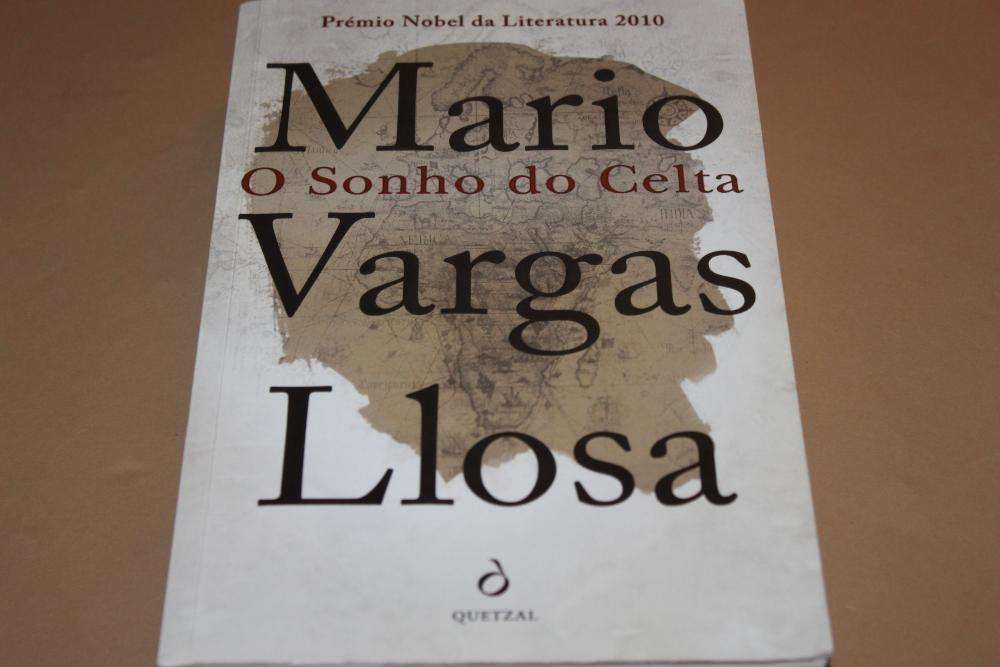 Prémio Nobel da Literatura 2010
Mario
O Sonho do Celta
Vargas
Llosa
QUETZAL